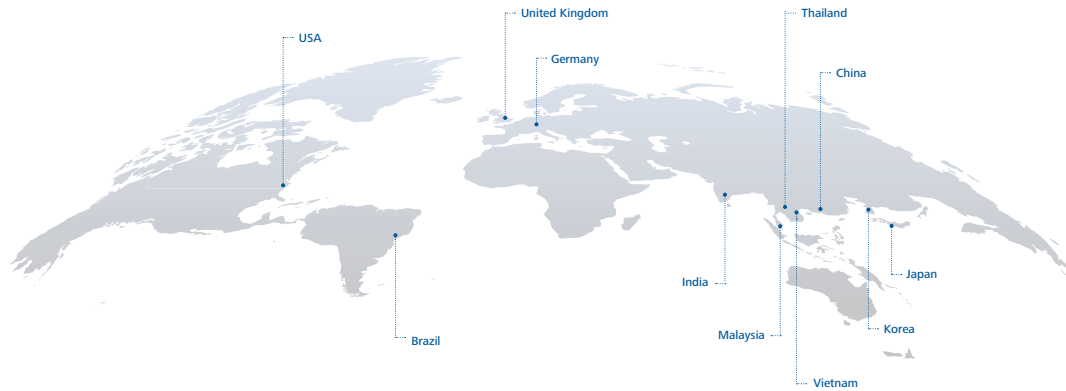 United Kingdom
Thailand
USA
Germany
China
India
Japan
Malaysia
Korea
Brazil
Vietnam